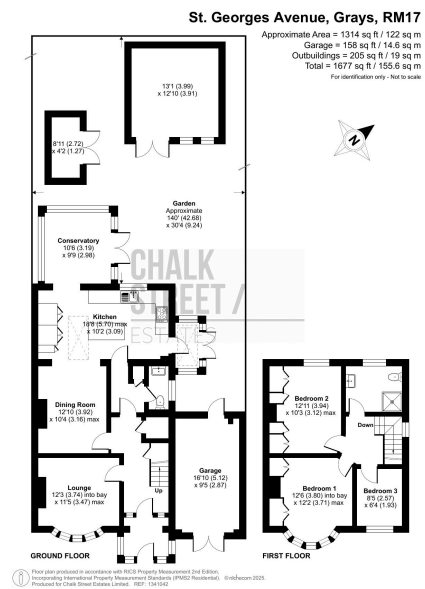 St. Georges Avenue, Grays, RM17
Approximate Area = 1314 sq ft / 122 sq m
Garage = 158 sq ft / 14.6 sq m
Outbuildings = 205 sq ft / 19 sq m
Total = 1677 sq ft / 155.6 sq m
For identification only - Not to scale
13'1 (3.99)
x 12'10 (3.91)
8'11 (2.72)
x 4'2 (1.27)
N
Garden
Approximate
140' (42.68)
x 30'4 (9.24)
Conservatory
10'6 (3.19)
x 9'9 (2.98)
CHALK
STREET
ESTATES
Kitchen
18'8 (5.70) max
x 10'2 (3.09)
Dining Room
12'10 (3.92)
x 10'4 (3.16) max
Bedroom 2
12'11 (3.94)
x 10'3 (3.12) max
Down
Lounge
12'3 (3.74) into bay
x 11'5 (3.47) max
Up
Garage
16'10 (5.12)
x 9'5 (2.87)
Bedroom 1
12'6 (3.80) into bay
x 12'2 (3.71) max
Bedroom 3
8'5 (2.57)
x 6'4 (1.93)
GROUND FLOOR
FIRST FLOOR
Floor plan produced in accordance with RICS Property Measurement 2nd Edition,
Incorporating International Property Measurement Standards (IPMS2 Residential). ©nichecom 2025.
Produced for Chalk Street Estates Limited. REF: 1341042